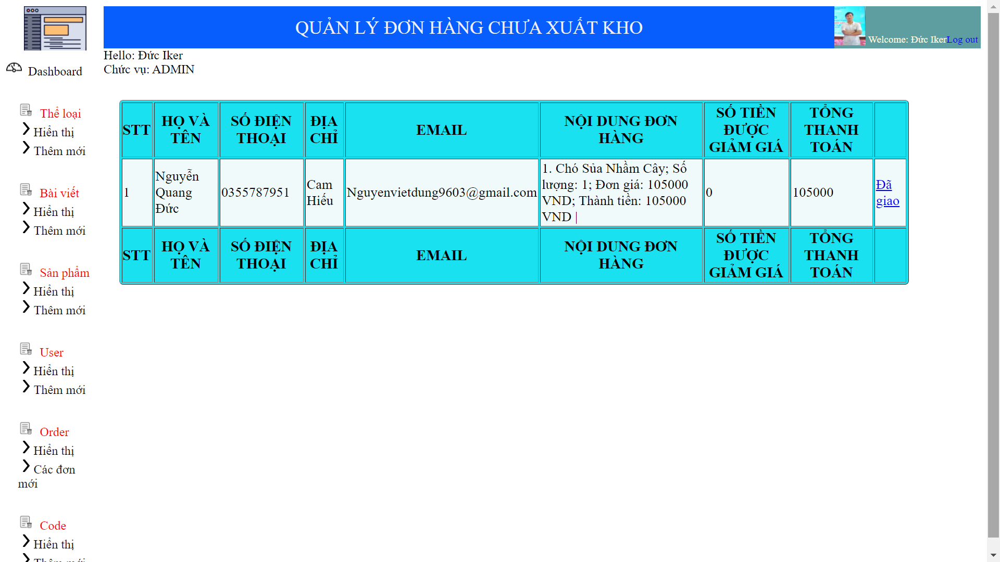 QUẢN LÝ ĐƠN HÀNG CHƯA XUẤT KHO
Welcome: Đức Iker Log out
Hello: Đức Iker
Chức vụ: ADMIN
Dashboard
Thể loại
Hiển thị
Thêm mới
Bài viết
Hiển thị
Thêm mới
Sản phẩm
Hiển thị
Thêm mới
User
Hiển thị
Thêm mới
Order
Hiển thị
Các đơn
mới
Code
Hiển thị
Thêm mới
STT HỌ VÀ TÊN SỐ ĐIỆN THOẠI ĐỊA CHỈ EMAIL NỘI DUNG ĐƠN HÀNG SỐ TIỀN ĐƯỢC GIẢM GIÁ TỔNG THANH TOÁN
1 Nguyễn Quang Đức 0355787951 Cam Hiếu Nguyenvietdung9603@gmail.com 1. Chó Sủa Nhầm Cây; Số lượng: 1; Đơn giá: 105000 VND; Thành tiền: 105000 VND | 0 105000 Đã giao
STT HỌ VÀ TÊN SỐ ĐIỆN THOẠI ĐỊA CHỈ EMAIL NỘI DUNG ĐƠN HÀNG SỐ TIỀN ĐƯỢC GIẢM GIÁ TỔNG THANH TOÁN